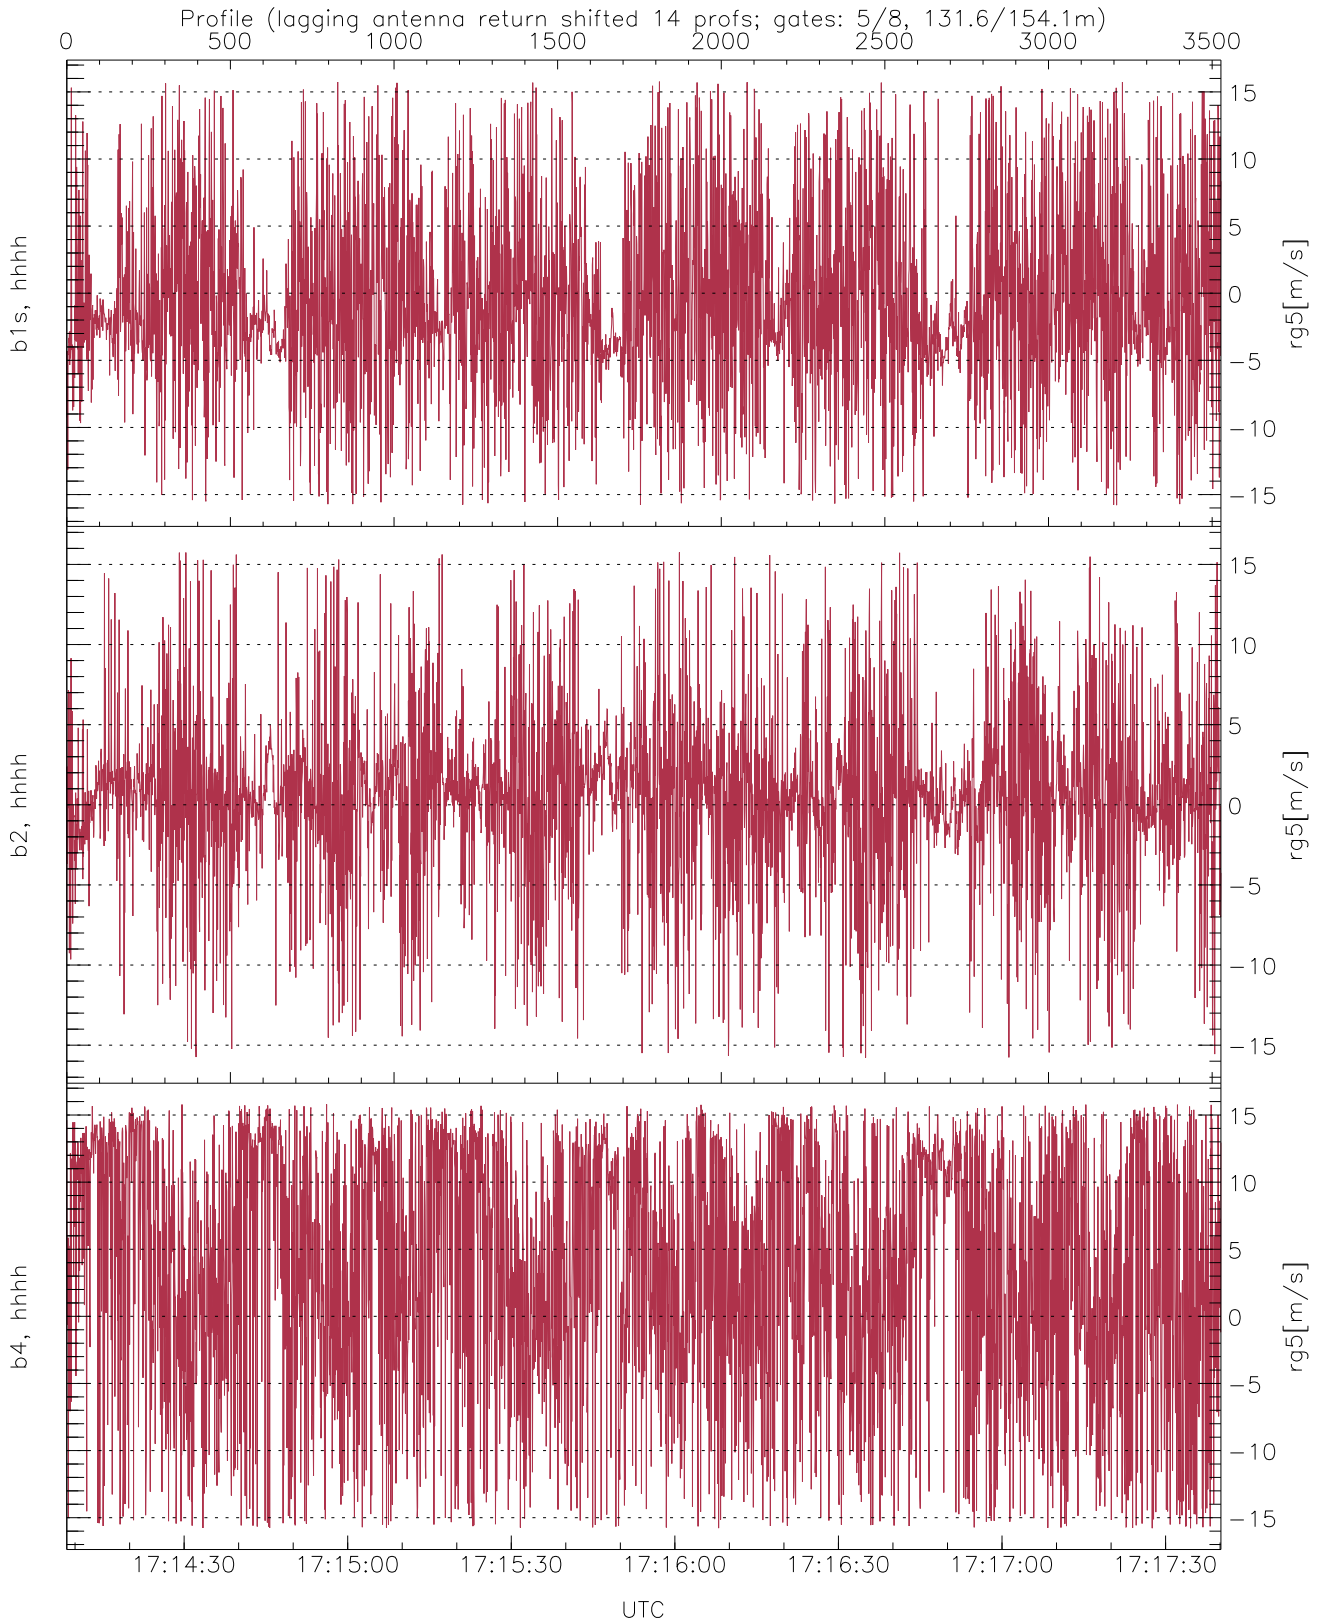 Profile (lagging antenna return shifted 14 profs; gates: 5/8, 131.6/154.1m)
0 500 1000 1500 2000 2500 3000 3500
15
10
5
0
−5
−10
−15
b1s, hhhh
rg5[m/s]
15
10
5
0
−5
−10
−15
b2, hhhh
rg5[m/s]
15
10
5
0
−5
−10
−15
b4, hhhh
rg5[m/s]
17:14:30 17:15:00 17:15:30 17:16:00 17:16:30 17:17:00 17:17:30
UTC